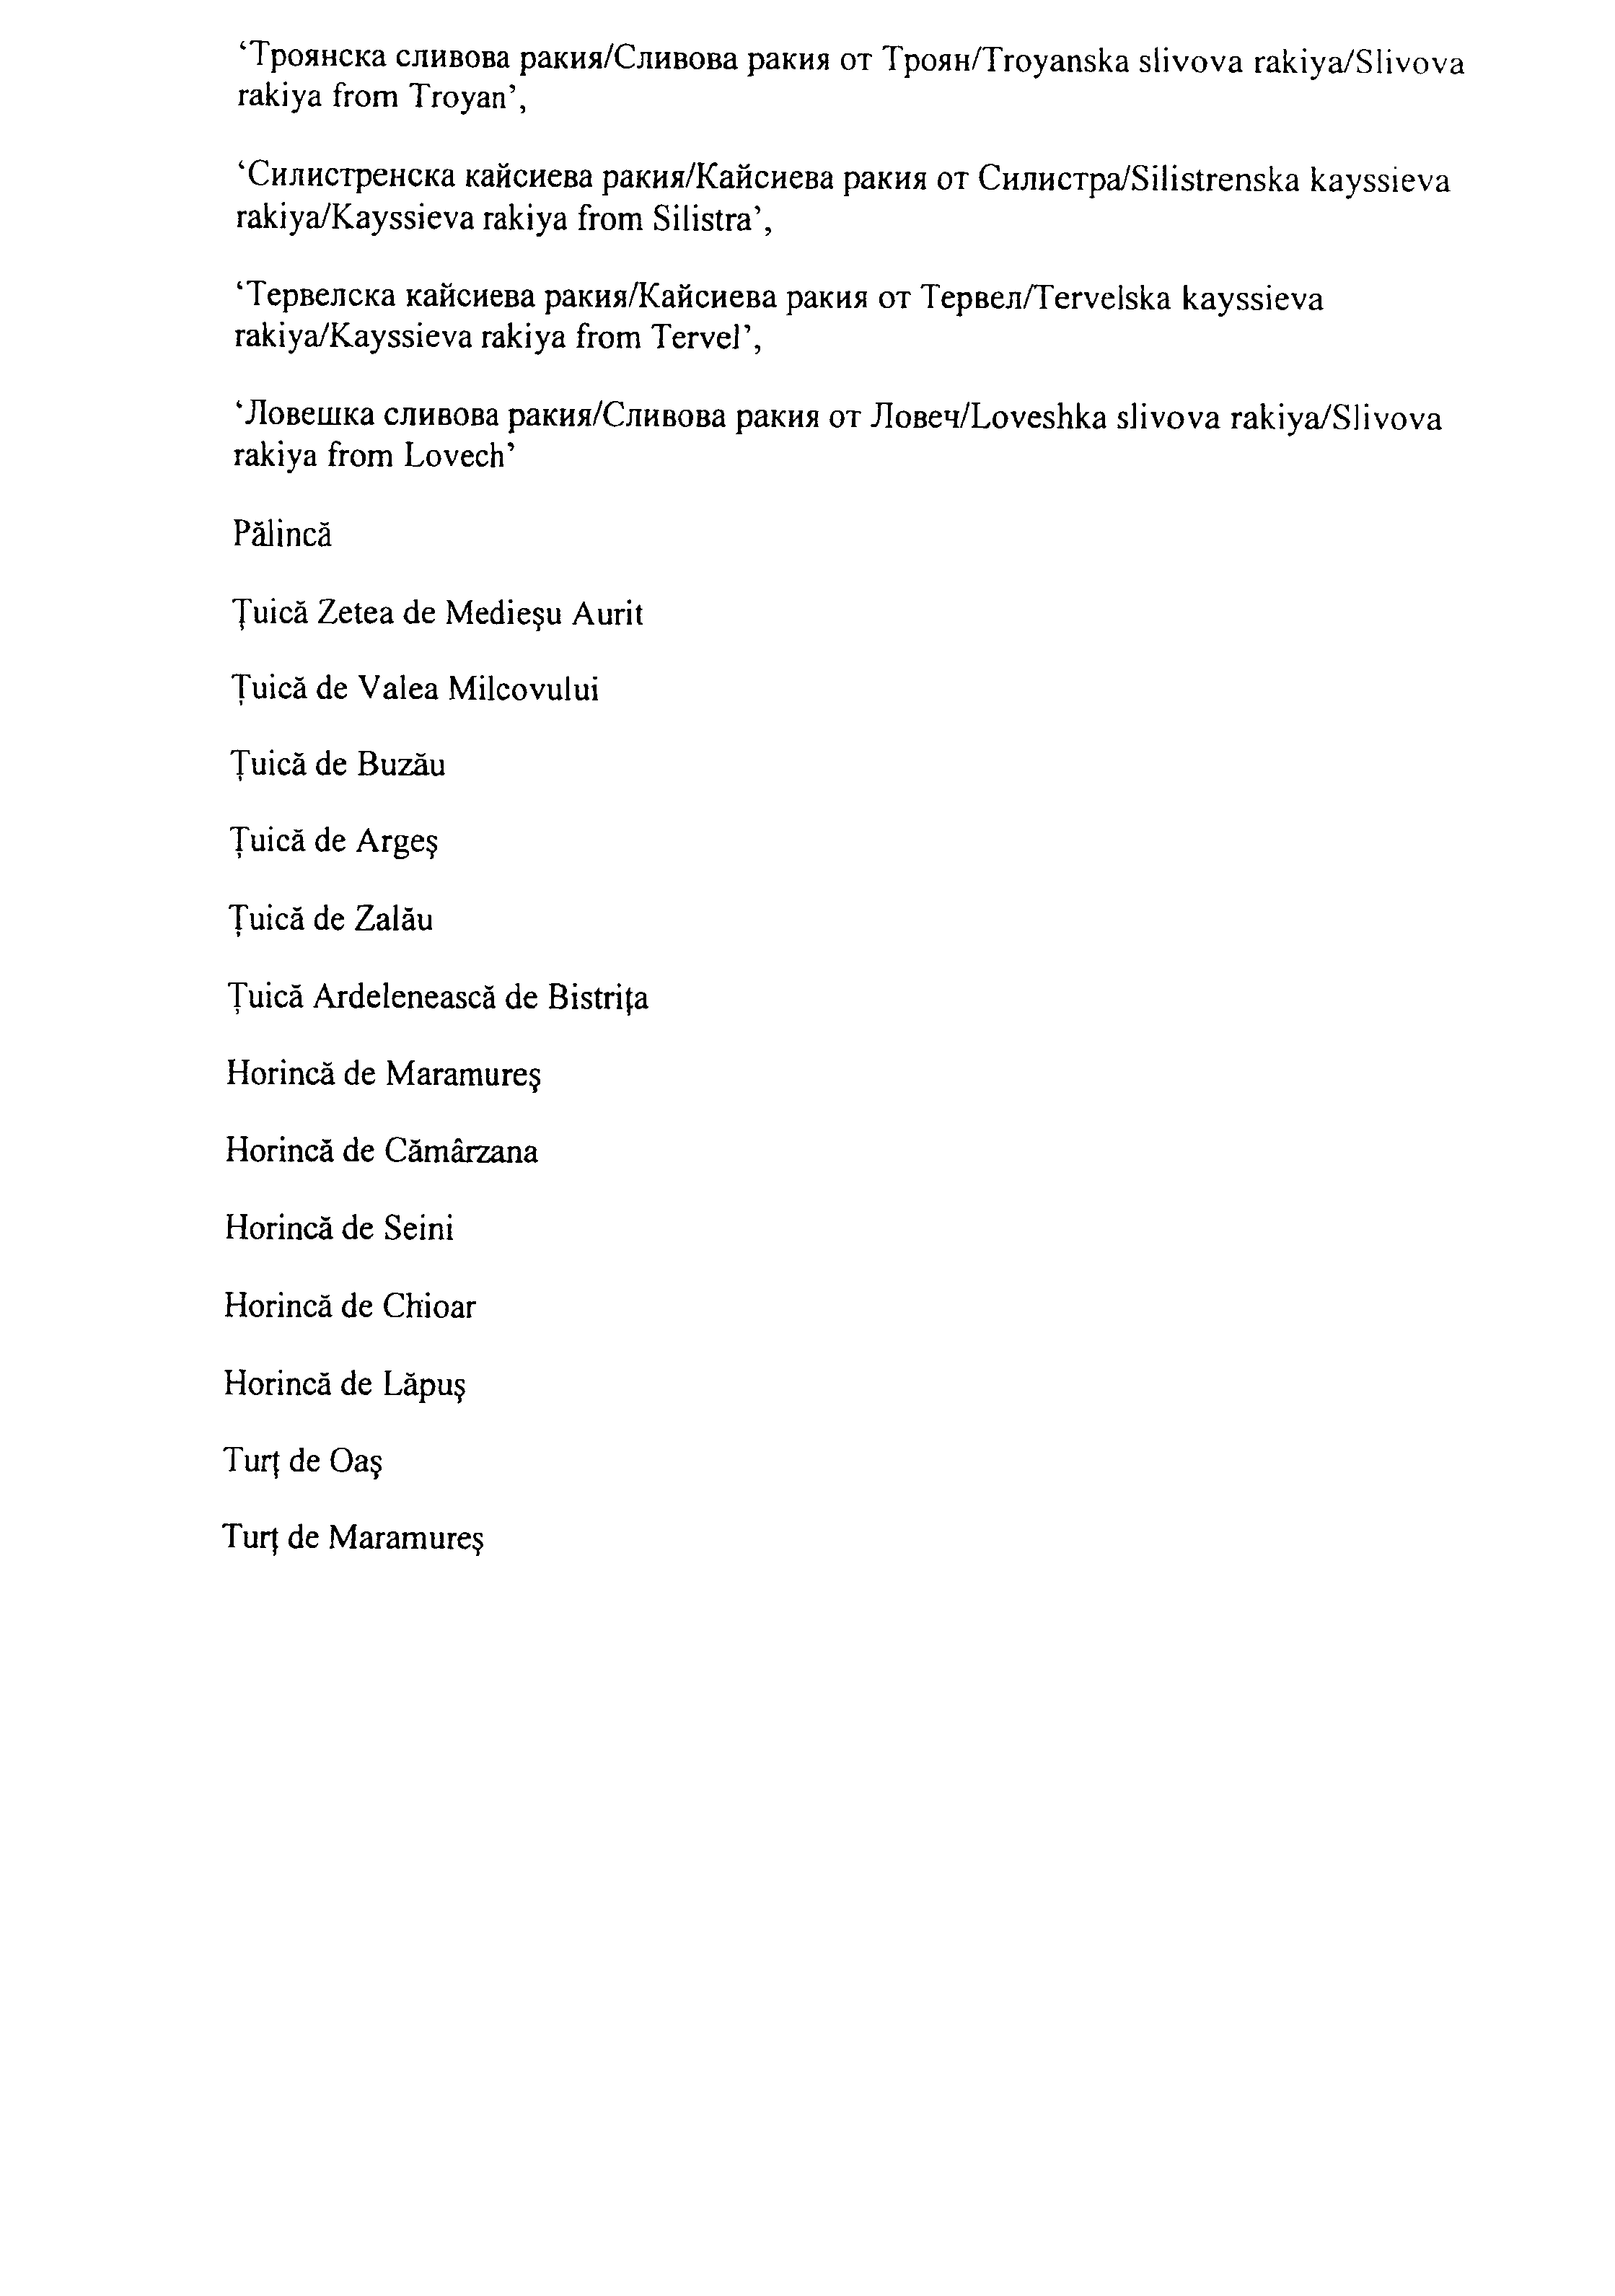 ‘Троянска сливова ракия/Сливова ракия от Троян/Troyanska slivova rakiya/Slivova
rakiya from Troyan’,
‘Силистренска кайсиева ракия/Кайсиева ракия от Силистра/Silistrenska kayssieva
rakiya/Kayssieva rakiya from Silistra’,
‘Тервелска кайсиева ракия/Кайсиева ракия от Тервел/Tervelska kayssieva
rakiya/Kayssieva rakiya from Tervel’,
‘Ловешка сливова ракия/Сливова ракия от Ловеч/Loveshka slivova rakiya/Slivova
rakiya from Lovech’
Pălincă
Ţuică Zetea de Medieşu Aurit
Ţuică de Valea Milcovului
Ţuică de Buzău
Ţuică de Argeş
Ţuică de Zalău
Ţuică Ardelenească de Bistriţa
Horincă de Maramureş
Horincă de Cămârzana
Horincă de Seini
Horincă de Chioar
Horincă de Lăpuş
Turţ de Oaş
Turţ de Maramureş